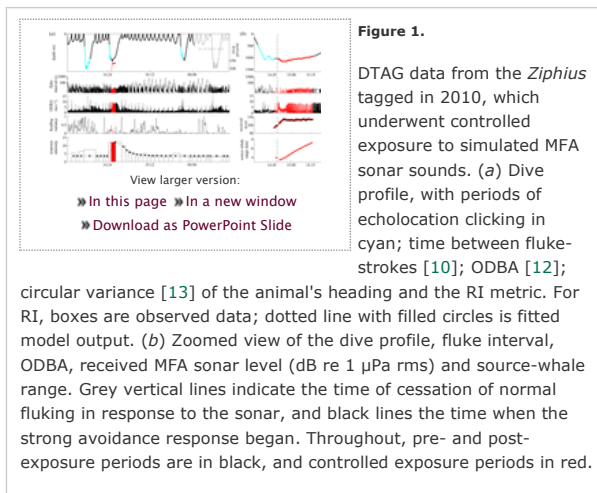 (a)
(b)
Figure 1.
DTAG data from the Ziphius
tagged in 2010, which
underwent controlled
exposure to simulated MFA
sonar sounds. (a) Dive
profile, with periods of
echolocation clicking in
cyan; time between fluke-
strokes [10]; ODBA [12];
View larger version:
In this page In a new window
Download as PowerPoint Slide
circular variance [13] of the animal's heading and the RI metric. For
RI, boxes are observed data; dotted line with filled circles is fitted
model output. (b) Zoomed view of the dive profile, fluke interval,
ODBA, received MFA sonar level (dB re 1 μPa rms) and source-whale
range. Grey vertical lines indicate the time of cessation of normal
fluking in response to the sonar, and black lines the time when the
strong avoidance response began. Throughout, pre- and post-
exposure periods are in black, and controlled exposure periods in red.